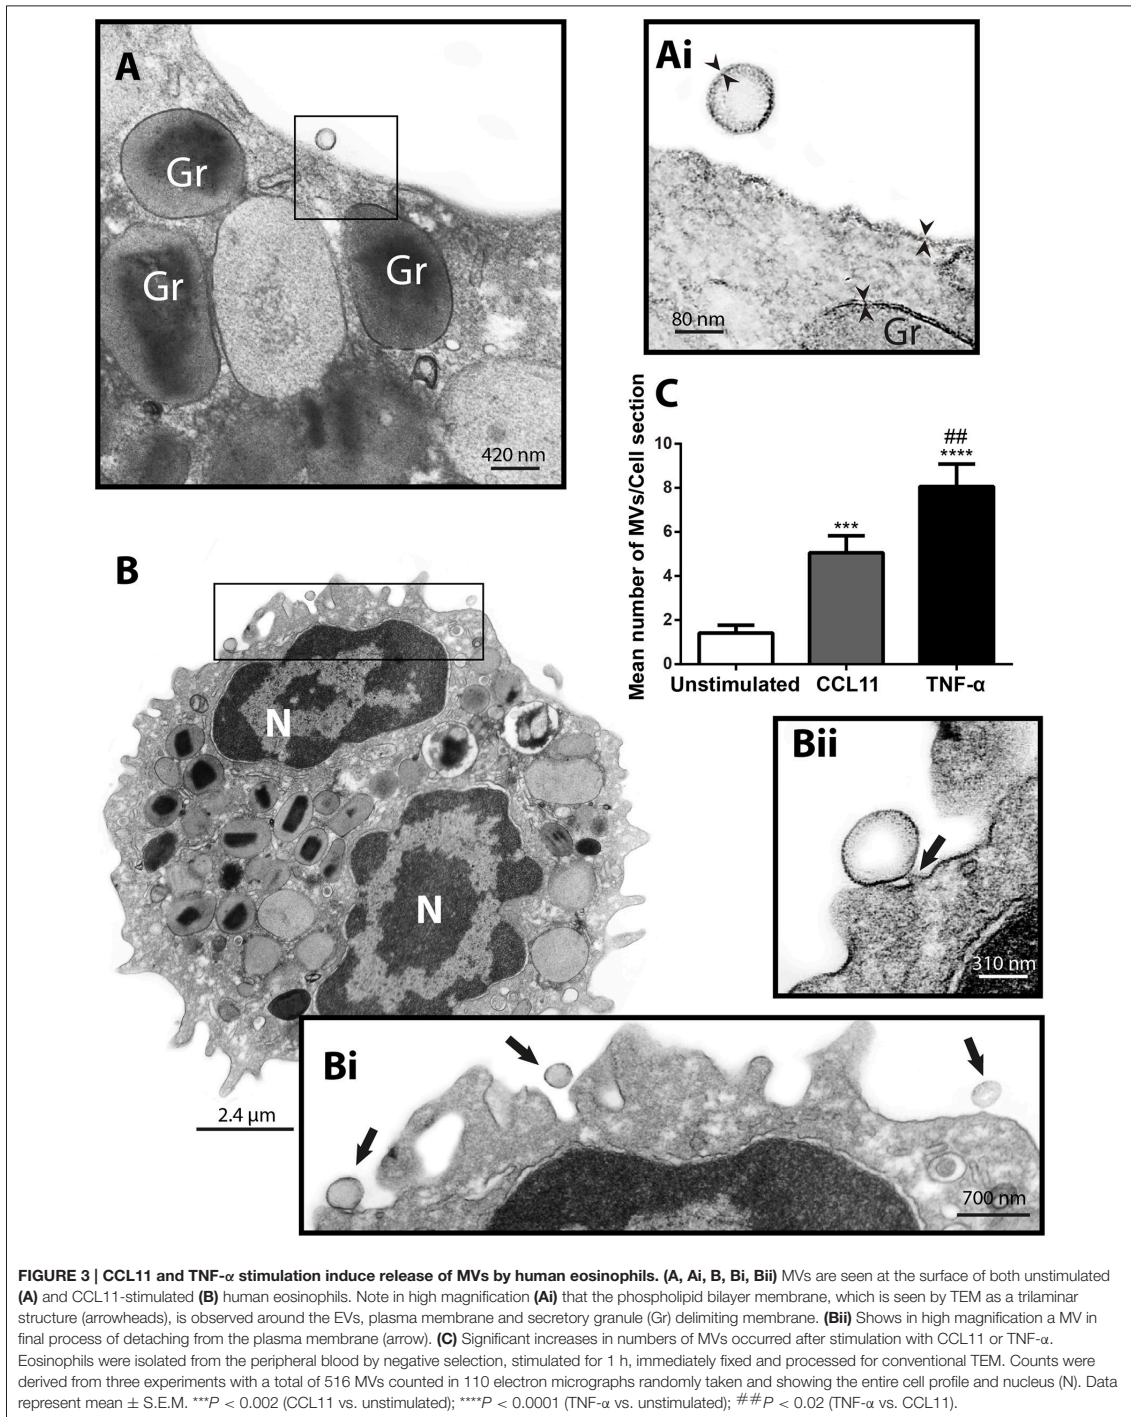 A
Gr
Gr
Gr
420 nm
Ai
Gr
80 nm
C
Mean number of MVs/Cell section
10
8
6
4
2
0
***
##
****
Unstimulated CCL11 TNF-α
B
N
N
2.4 μm
Bii
310 nm
Bi
700 nm
FIGURE 3 | CCL11 and TNF-α stimulation induce release of MVs by human eosinophils. (A, Ai, B, Bi, Bii) MVs are seen at the surface of both unstimulated
(A) and CCL11-stimulated (B) human eosinophils. Note in high magnification (Ai) that the phospholipid bilayer membrane, which is seen by TEM as a trilaminar
structure (arrowheads), is observed around the EVs, plasma membrane and secretory granule (Gr) delimiting membrane. (Bii) Shows in high magnification a MV in
final process of detaching from the plasma membrane (arrow). (C) Significant increases in numbers of MVs occurred after stimulation with CCL11 or TNF-α.
Eosinophils were isolated from the peripheral blood by negative selection, stimulated for 1 h, immediately fixed and processed for conventional TEM. Counts were
derived from three experiments with a total of 516 MVs counted in 110 electron micrographs randomly taken and showing the entire cell profile and nucleus (N). Data
represent mean ± S.E.M. ***P < 0.002 (CCL11 vs. unstimulated); ****P < 0.0001 (TNF-α vs. unstimulated); ##P < 0.02 (TNF-α vs. CCL11).